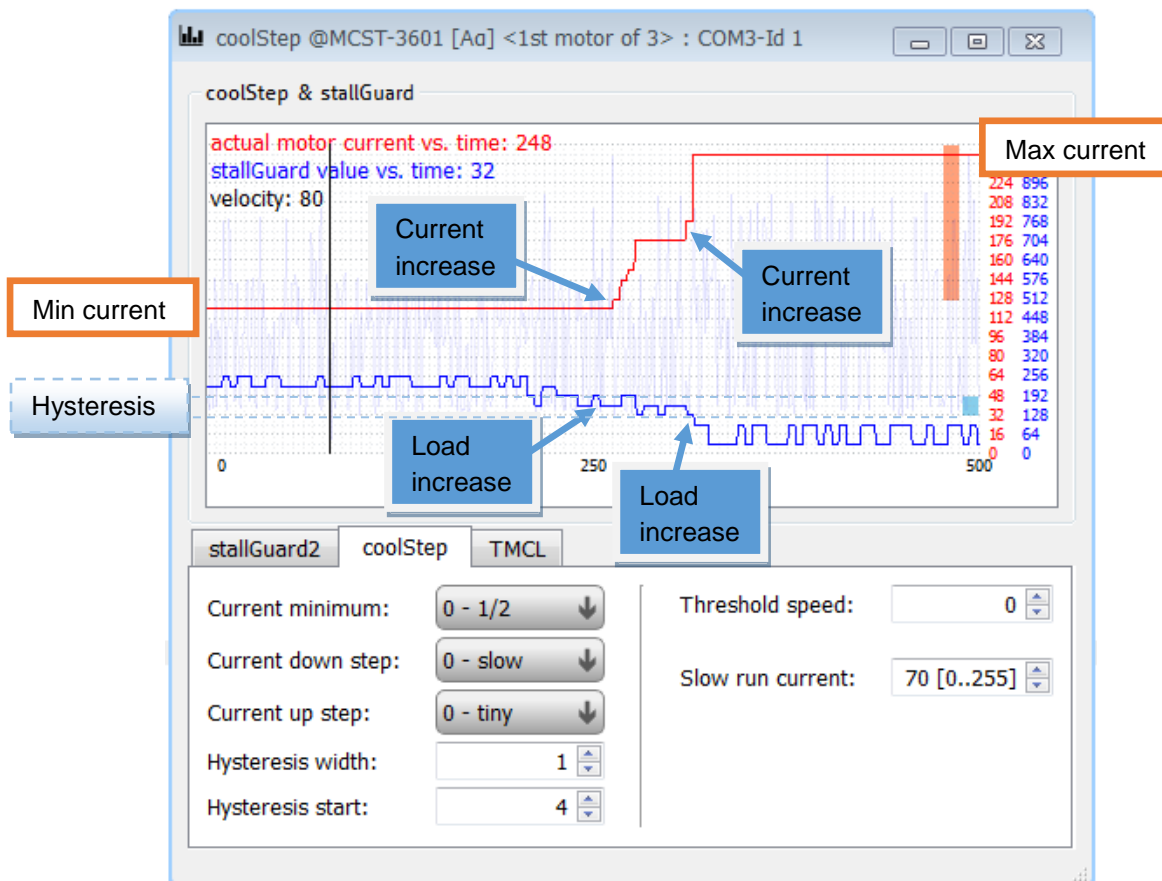 coolStep @MCST-3601 [Aα] <1st motor of 3> : COM3-Id 1
coolStep & stallGuard
actual motor current vs. time: 248
stallGuard value vs. time: 32
velocity: 80
Max current
224 896
208 832
192 768
176 704
160 640
144 576
128 512
112 448
96 384
80 320
64 256
48 192
32 128
16 64
0 0
Current
increase
Current
increase
Min current
Hysteresis
Load
increase
Load
increase
0 250 500
stallGuard2 coolStep TMCL
Current minimum: 0 - 1/2
Current down step: 0 - slow
Current up step: 0 - tiny
Hysteresis width: 1
Hysteresis start: 4
Threshold speed: 0
Slow run current: 70 [0..255]